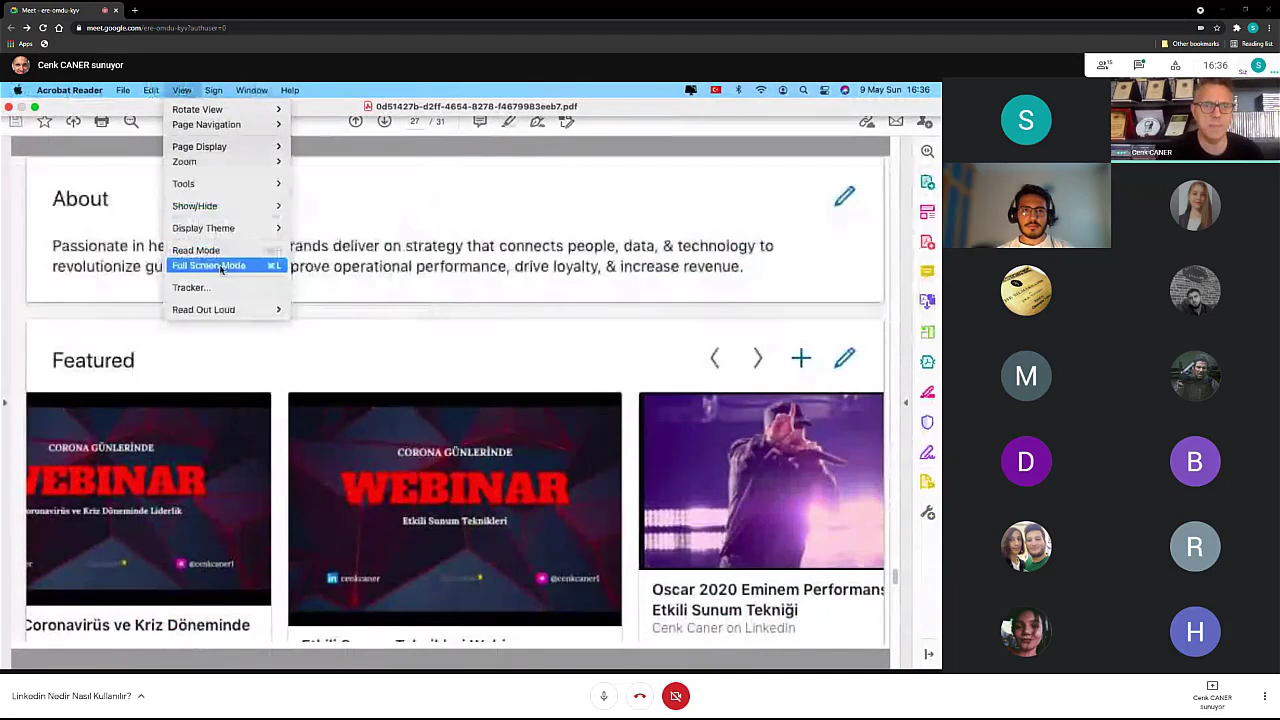 Meet - ere-omdu-kyv
meet.google.com/ere-omdu-kyv?authuser=0
Apps
Other bookmarks
Reading list
Cenk CANER sunuyor
15
16:36
Siz
S
Acrobat Reader File Edit View Sign Window Help
9 May Sun 16:36
0d51427b-d2ff-4654-8278-f4679983eeb7.pdf
27 / 31
Rotate View
Page Navigation
Page Display
Zoom
Tools
Show/Hide
Display Theme
Read Mode
Full Screen Mode ⌘L
Tracker...
Read Out Loud
About
Passionate in he rands deliver on strategy that connects people, data, & technology to
revolutionize gu prove operational performance, drive loyalty, & increase revenue.
Featured
CORONA GÜNLERİNDE
WEBINAR
oronavirüs ve Kriz Döneminde Liderlik
@cenkcaner1
Coronavirüs ve Kriz Döneminde
CORONA GÜNLERİNDE
WEBINAR
Etkili Sunum Teknikleri
in cenkcaner
@cenkcaner1
Oscar 2020 Eminem Performans
Etkili Sunum Tekniği
Cenk Caner on LinkedIn
S
Cenk CANER
M
D
B
R
H
Linkedin Nedir Nasıl Kullanılır?
Cenk CANER
sunuyor